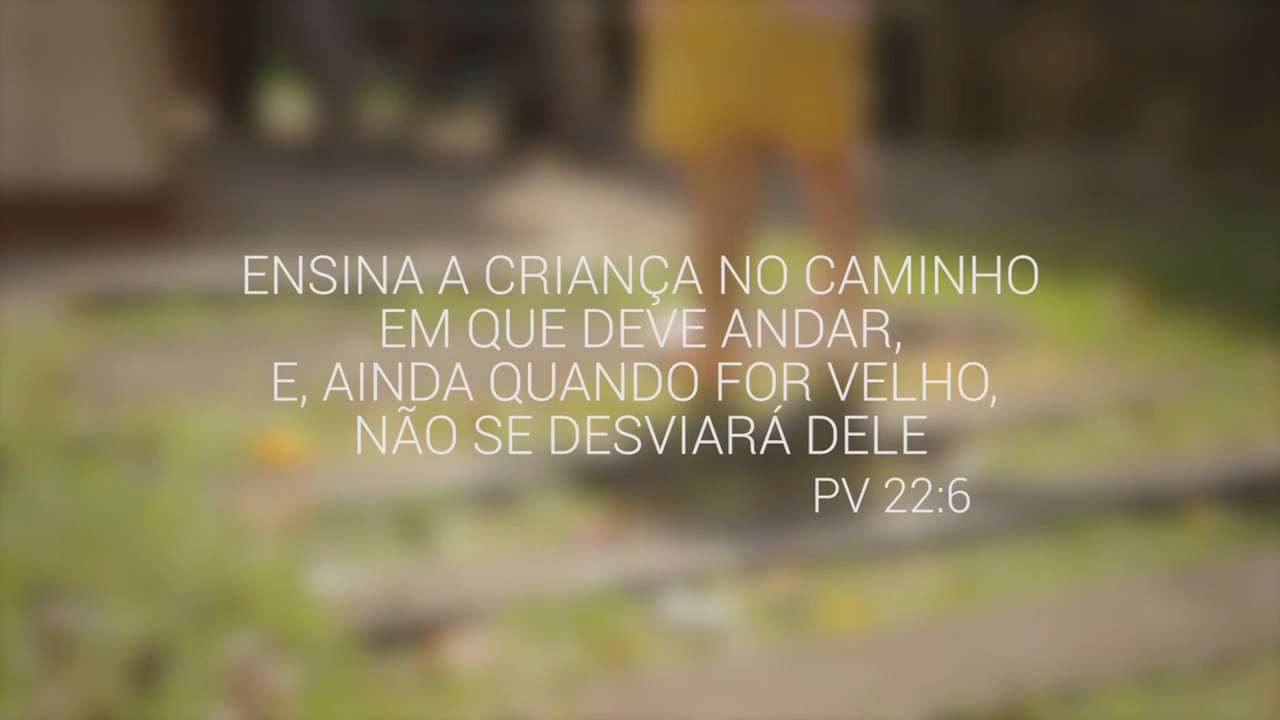 ENSINA A CRIANÇA NO CAMINHO
EM QUE DEVE ANDAR,
E, AINDA QUANDO FOR VELHO,
NÃO SE DESVIARÁ DELE
PV 22:6